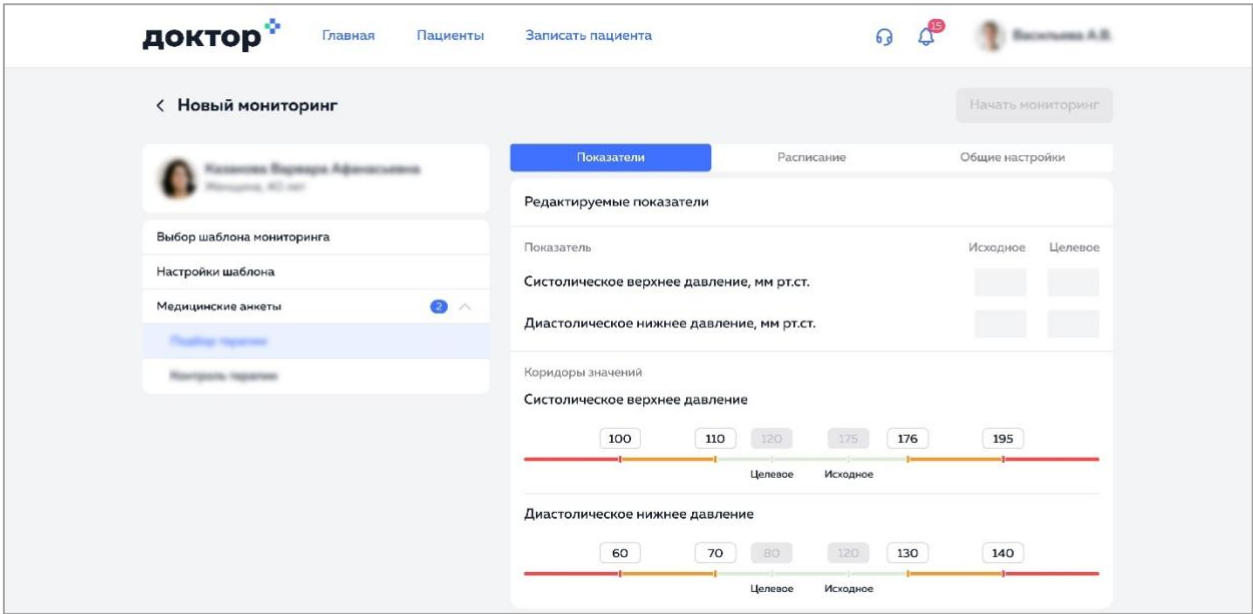 доктор Главная Пациенты Записать пациента 15
Новый мониторинг Начать мониторинг
Показатели Расписание Общие настройки
Редактируемые показатели
Выбор шаблона мониторинга
Настройки шаблона
Медицинские анкеты 2
Показатель Исходное Целевое
Систолическое верхнее давление, мм рт.ст.
Диастолическое нижнее давление, мм рт.ст.
Коридоры значений
Систолическое верхнее давление
100 110 120 175 176 195
Целевое Исходное
Диастолическое нижнее давление
60 70 80 120 130 140
Целевое Исходное